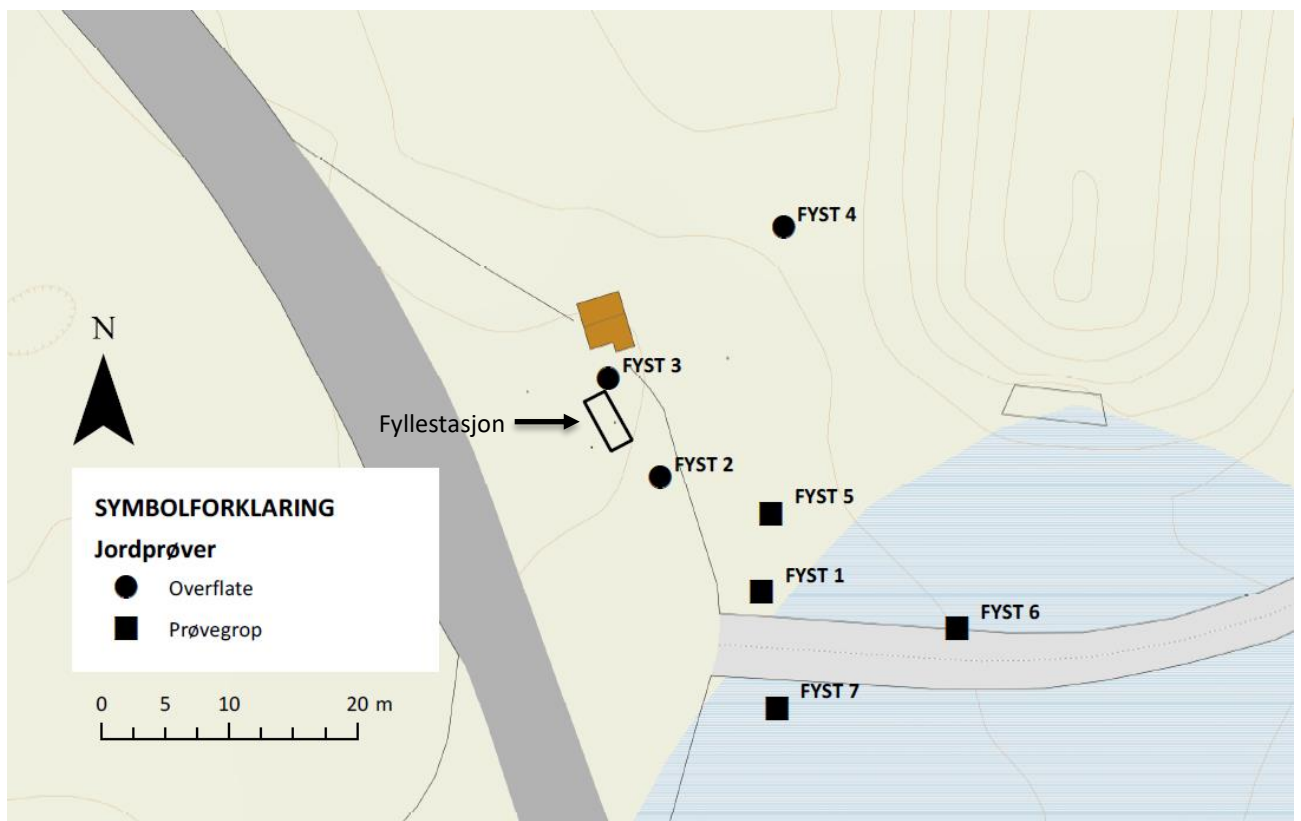 FYST 4
N
FYST 3
Fyllestasjon
FYST 2
SYMBOLFORKLARING
Jordprøver
Overflate
Prøvegrop
FYST 5
FYST 1
FYST 6
FYST 7
0 5 10 20 m